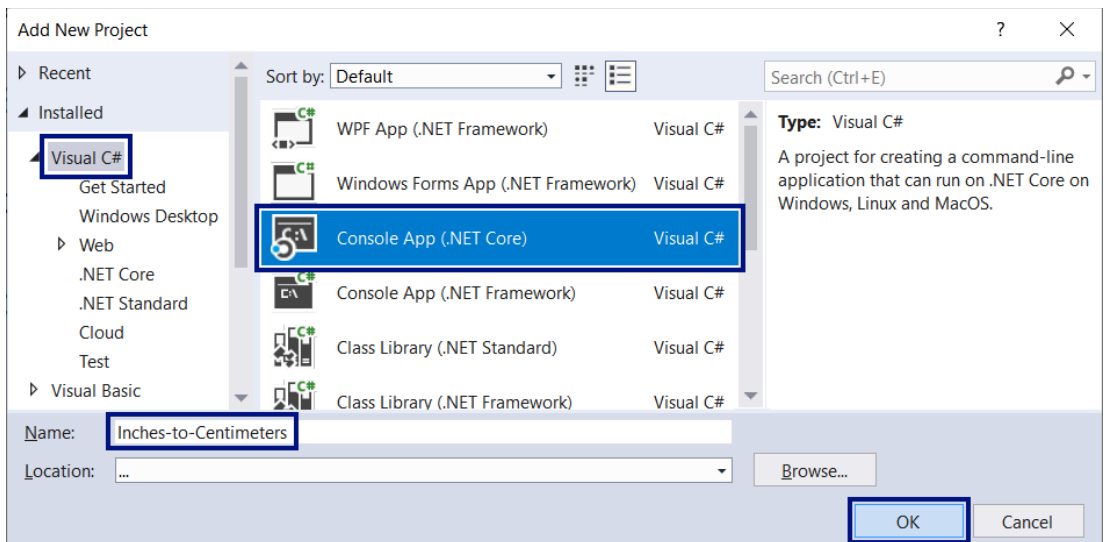 Add New Project
?
Recent
Installed
Visual C#
Get Started
Windows Desktop
Web
.NET Core
.NET Standard
Cloud
Test
Visual Basic
Sort by: Default
C# WPF App (.NET Framework) Visual C#
C# Windows Forms App (.NET Framework) Visual C#
C:\ Console App (.NET Core) Visual C#
C# C:\ Console App (.NET Framework) Visual C#
C# Class Library (.NET Standard) Visual C#
C# Class Library (.NET Framework) Visual C#
Search (Ctrl+E)
Type: Visual C#
A project for creating a command-line
application that can run on .NET Core on
Windows, Linux and MacOS.
Name: Inches-to-Centimeters
Location: ...
Browse...
OK Cancel